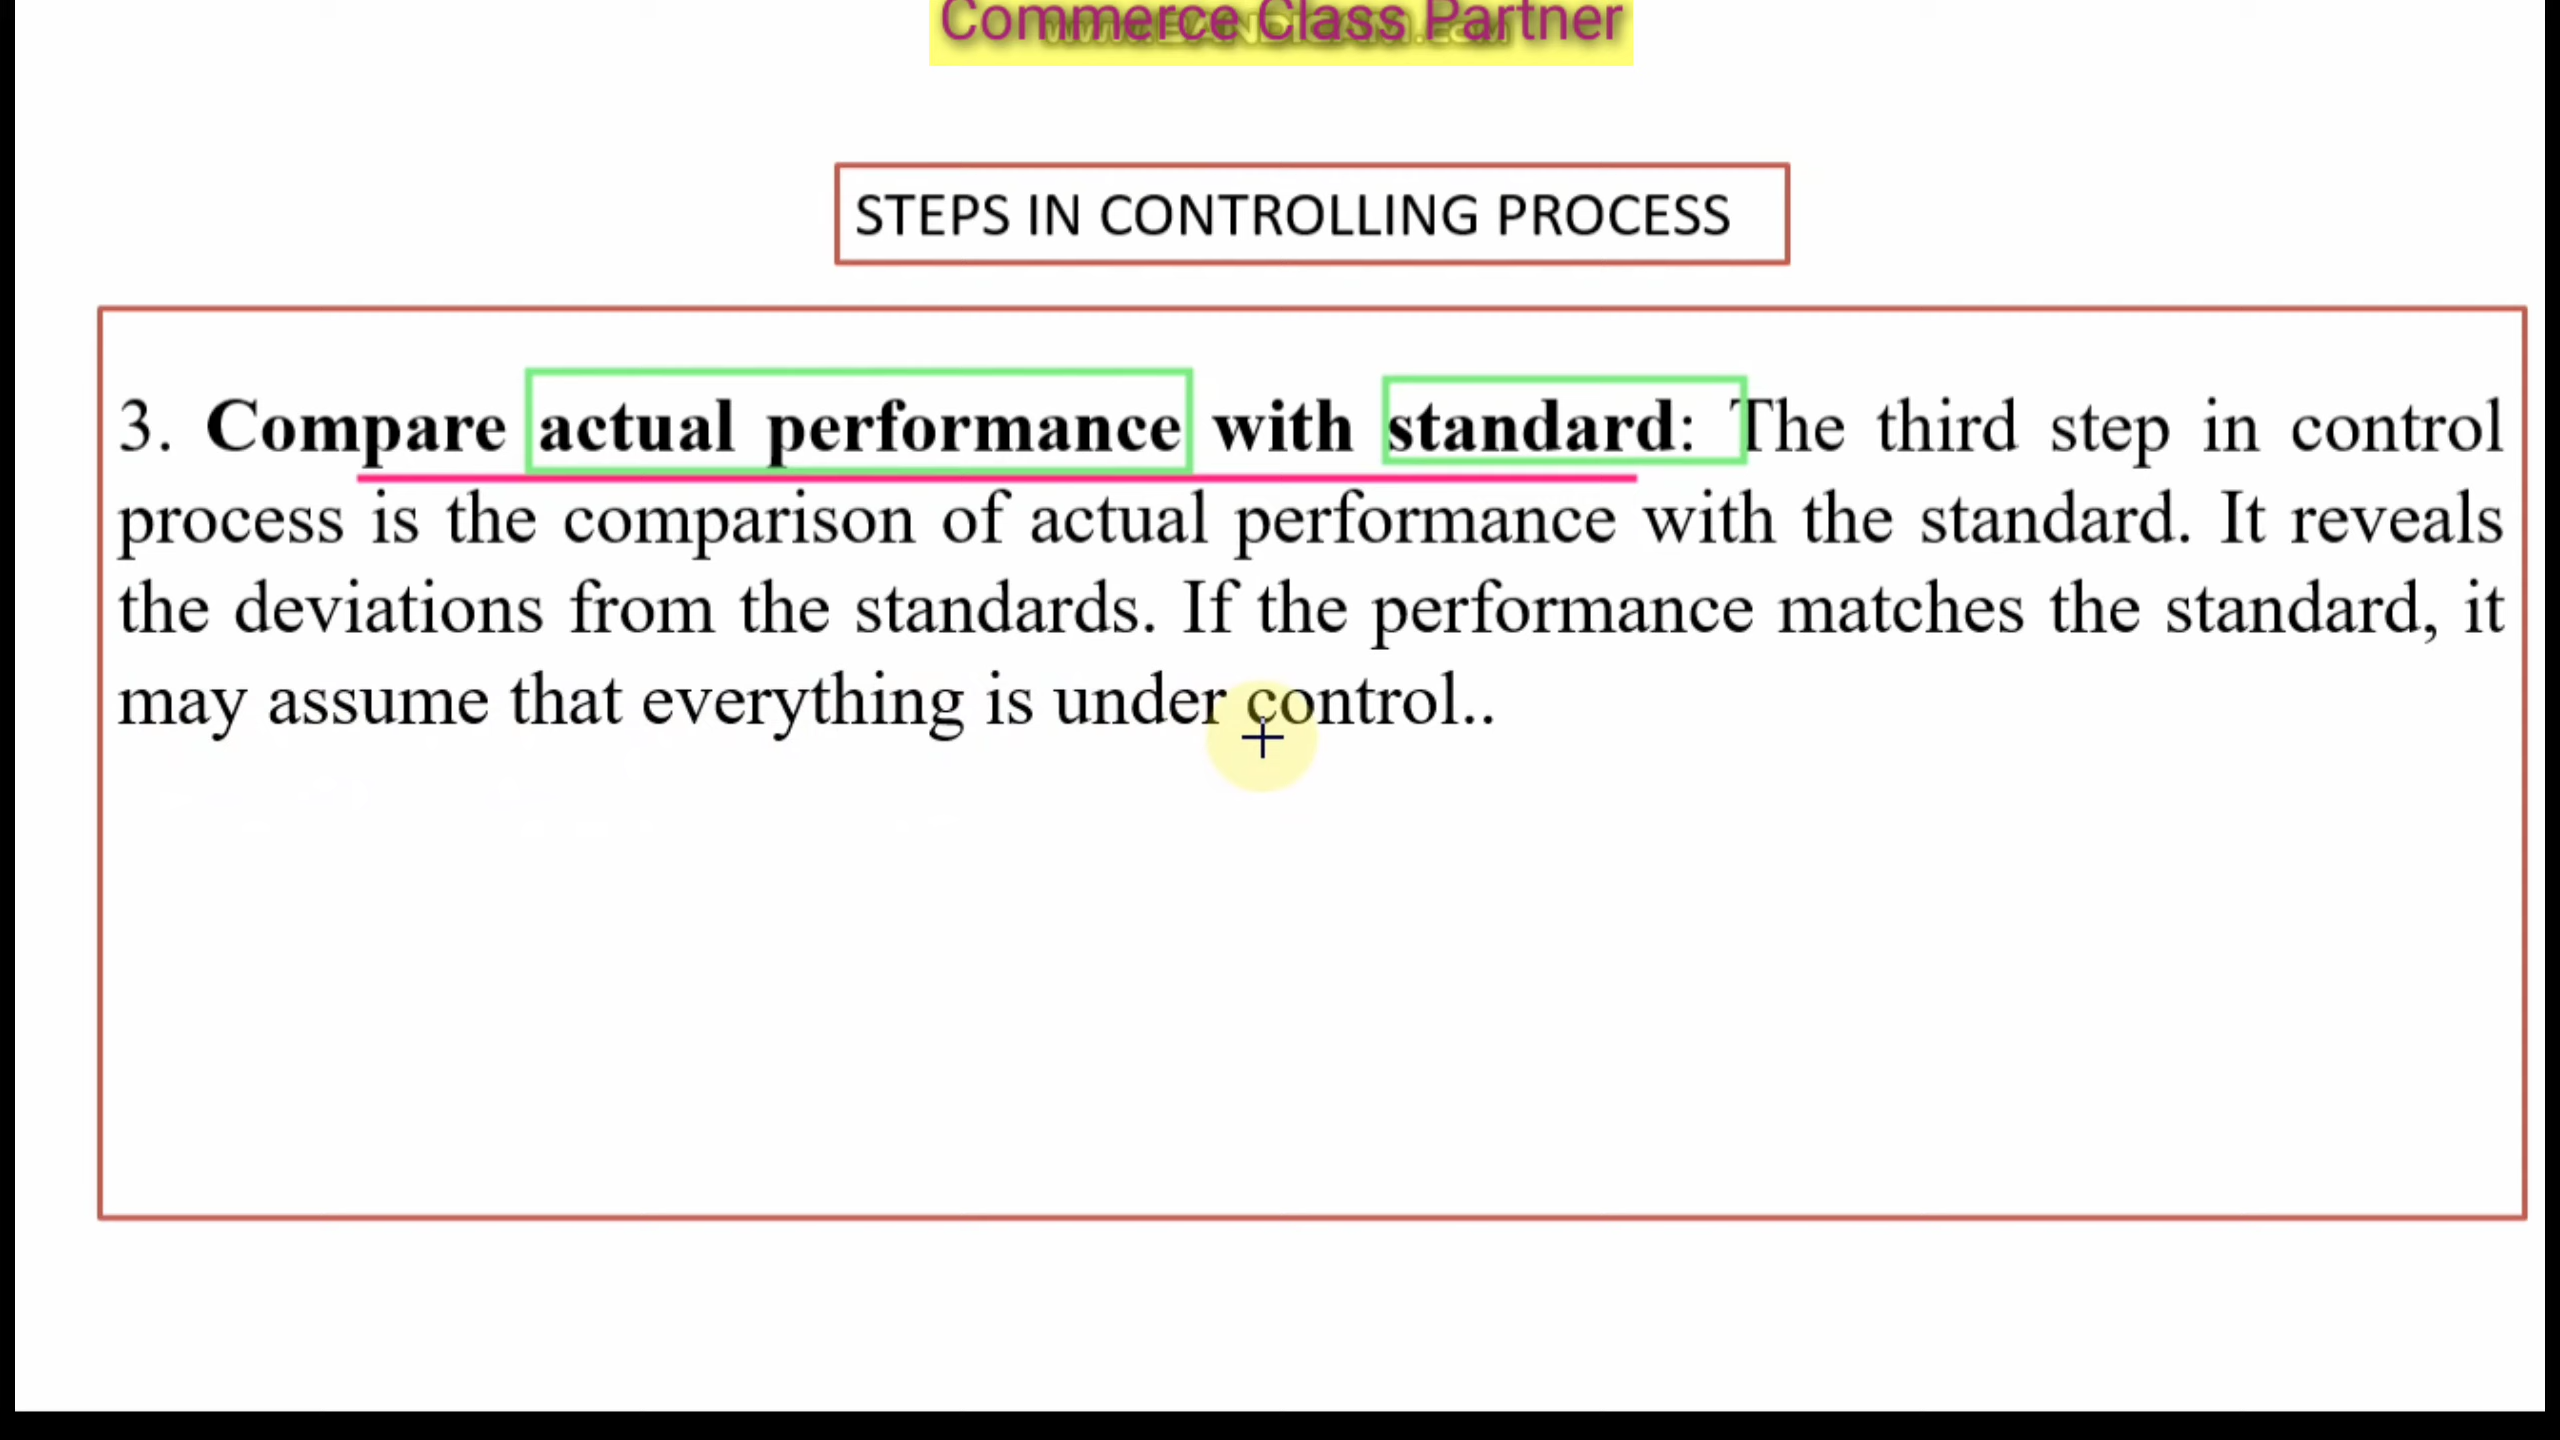 Commerce Class Partner
STEPS IN CONTROLLING PROCESS
3. Compare actual performance with standard: The third step in control
process is the comparison of actual performance with the standard. It reveals
the deviations from the standards. If the performance matches the standard, it
may assume that everything is under control..